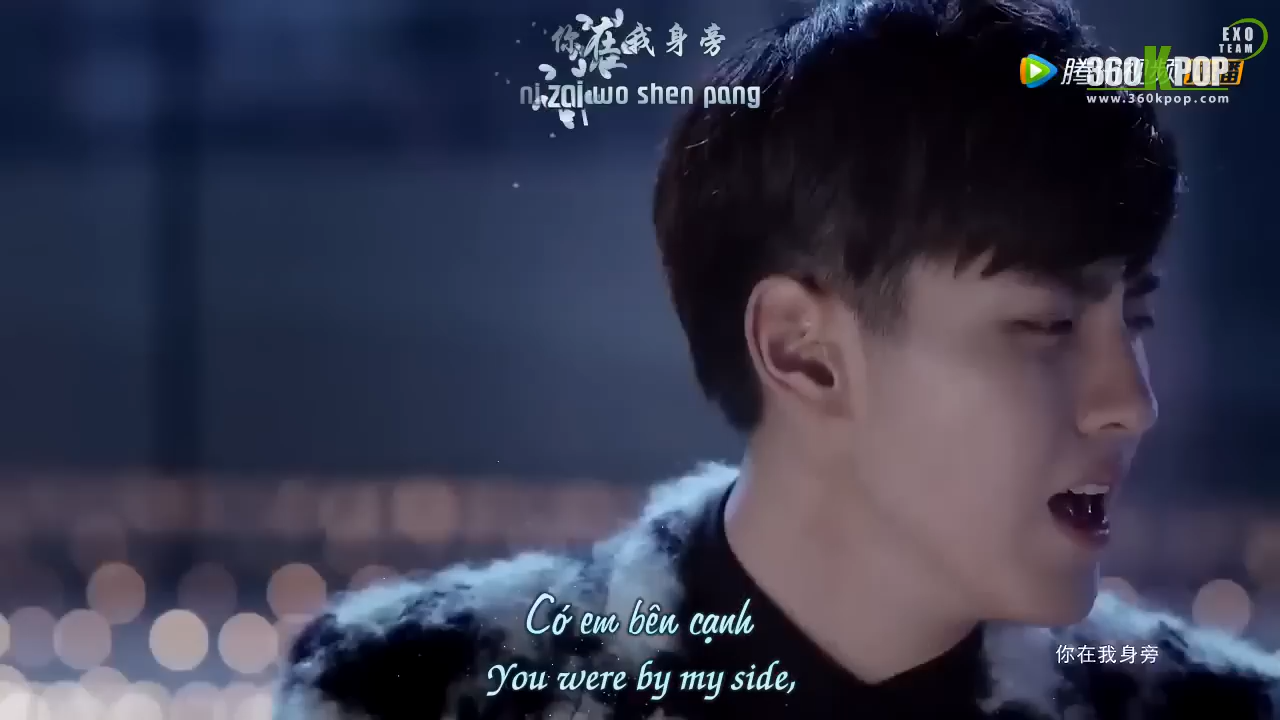 你在我身旁
ni zai wo shen pang
EXO
TEAM
360KPOP
www.360kpop.com
Có em bên cạnh
You were by my side,
你在我身旁